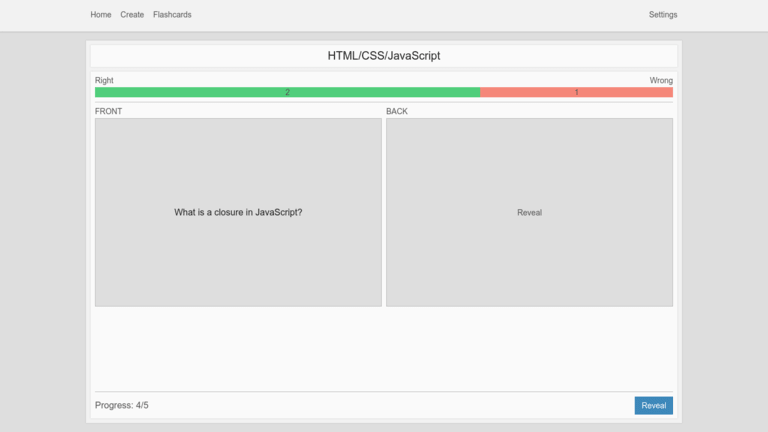 Home Create Flashcards Settings
HTML/CSS/JavaScript
Right Wrong
2 1
FRONT BACK
What is a closure in JavaScript? Reveal
Progress: 4/5 Reveal